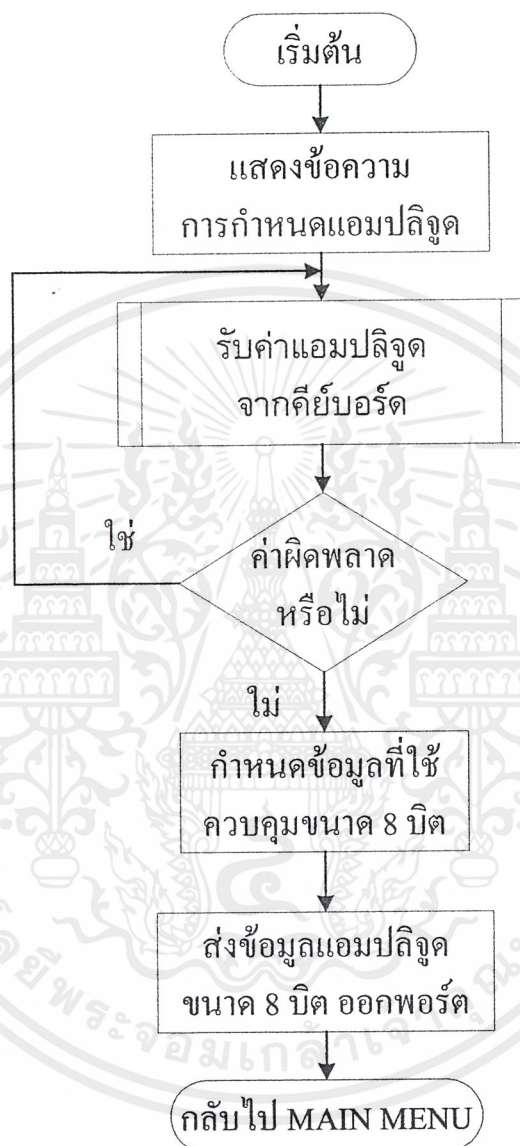 เริ่มต้น
แสดงข้อความ
การกำหนดแอมปลิจูด
รับค่าแอมปลิจูด
จากคีย์บอร์ด
ใช่
ค่าผิดพลาด
หรือไม่
ไม่
กำหนดข้อมูลที่ใช้
ควบคุมขนาด 8 บิต
ส่งข้อมูลแอมปลิจูด
ขนาด 8 บิต ออกพอร์ต
กลับไป MAIN MENU